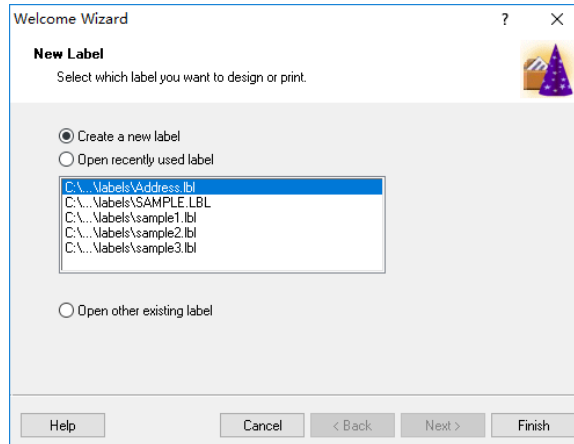 Welcome Wizard ?
New Label
Select which label you want to design or print.
Create a new label
Open recently used label
C:\...\labels\Address.lbl
C:\...\labels\SAMPLE.LBL
C:\...\labels\sample1.lbl
C:\...\labels\sample2.lbl
C:\...\labels\sample3.lbl
Open other existing label
Help Cancel < Back Next > Finish